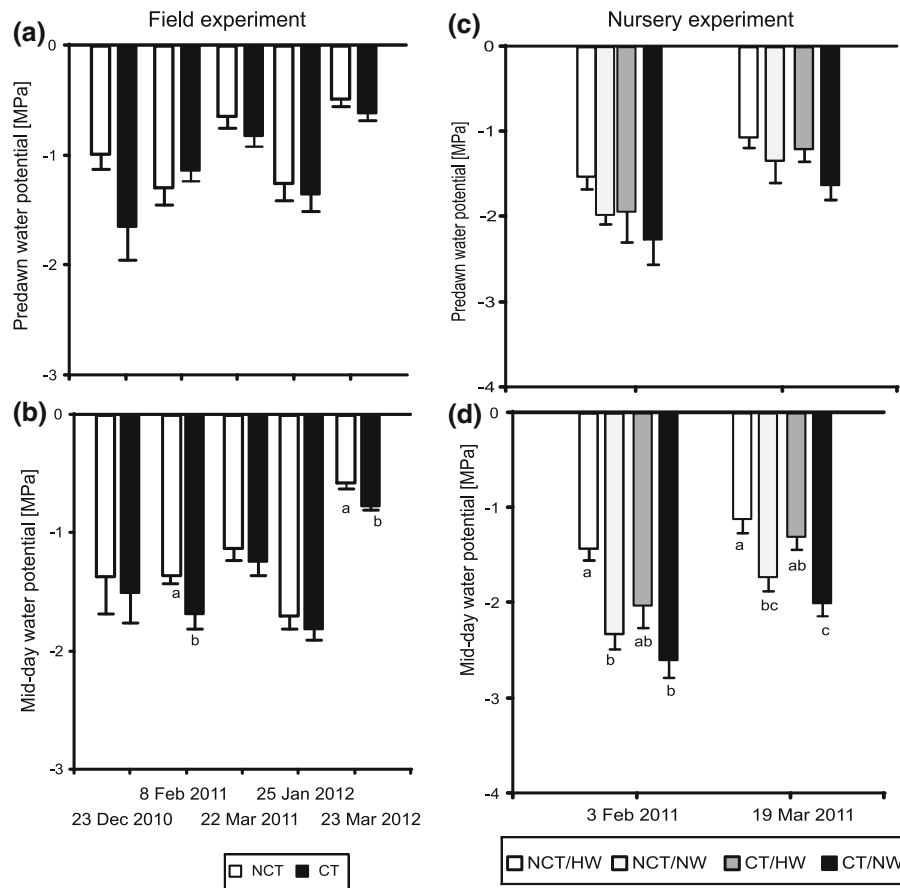 Field experiment
Nursery experiment
(a)
0
-1
-2
-3
Predawn water potential [MPa]
(c)
0
-1
-2
-3
-4
Predawn water potential [MPa]
(b)
0
-1
-2
-3
Mid-day water potential [MPa]
a
b
a
b
8 Feb 2011
25 Jan 2012
23 Dec 2010
22 Mar 2011
23 Mar 2012
NCT
CT
(d)
0
-1
-2
-3
-4
Mid-day water potential [MPa]
a
b
ab
b
a
bc
ab
c
3 Feb 2011
19 Mar 2011
NCT/HW
NCT/NW
CT/HW
CT/NW